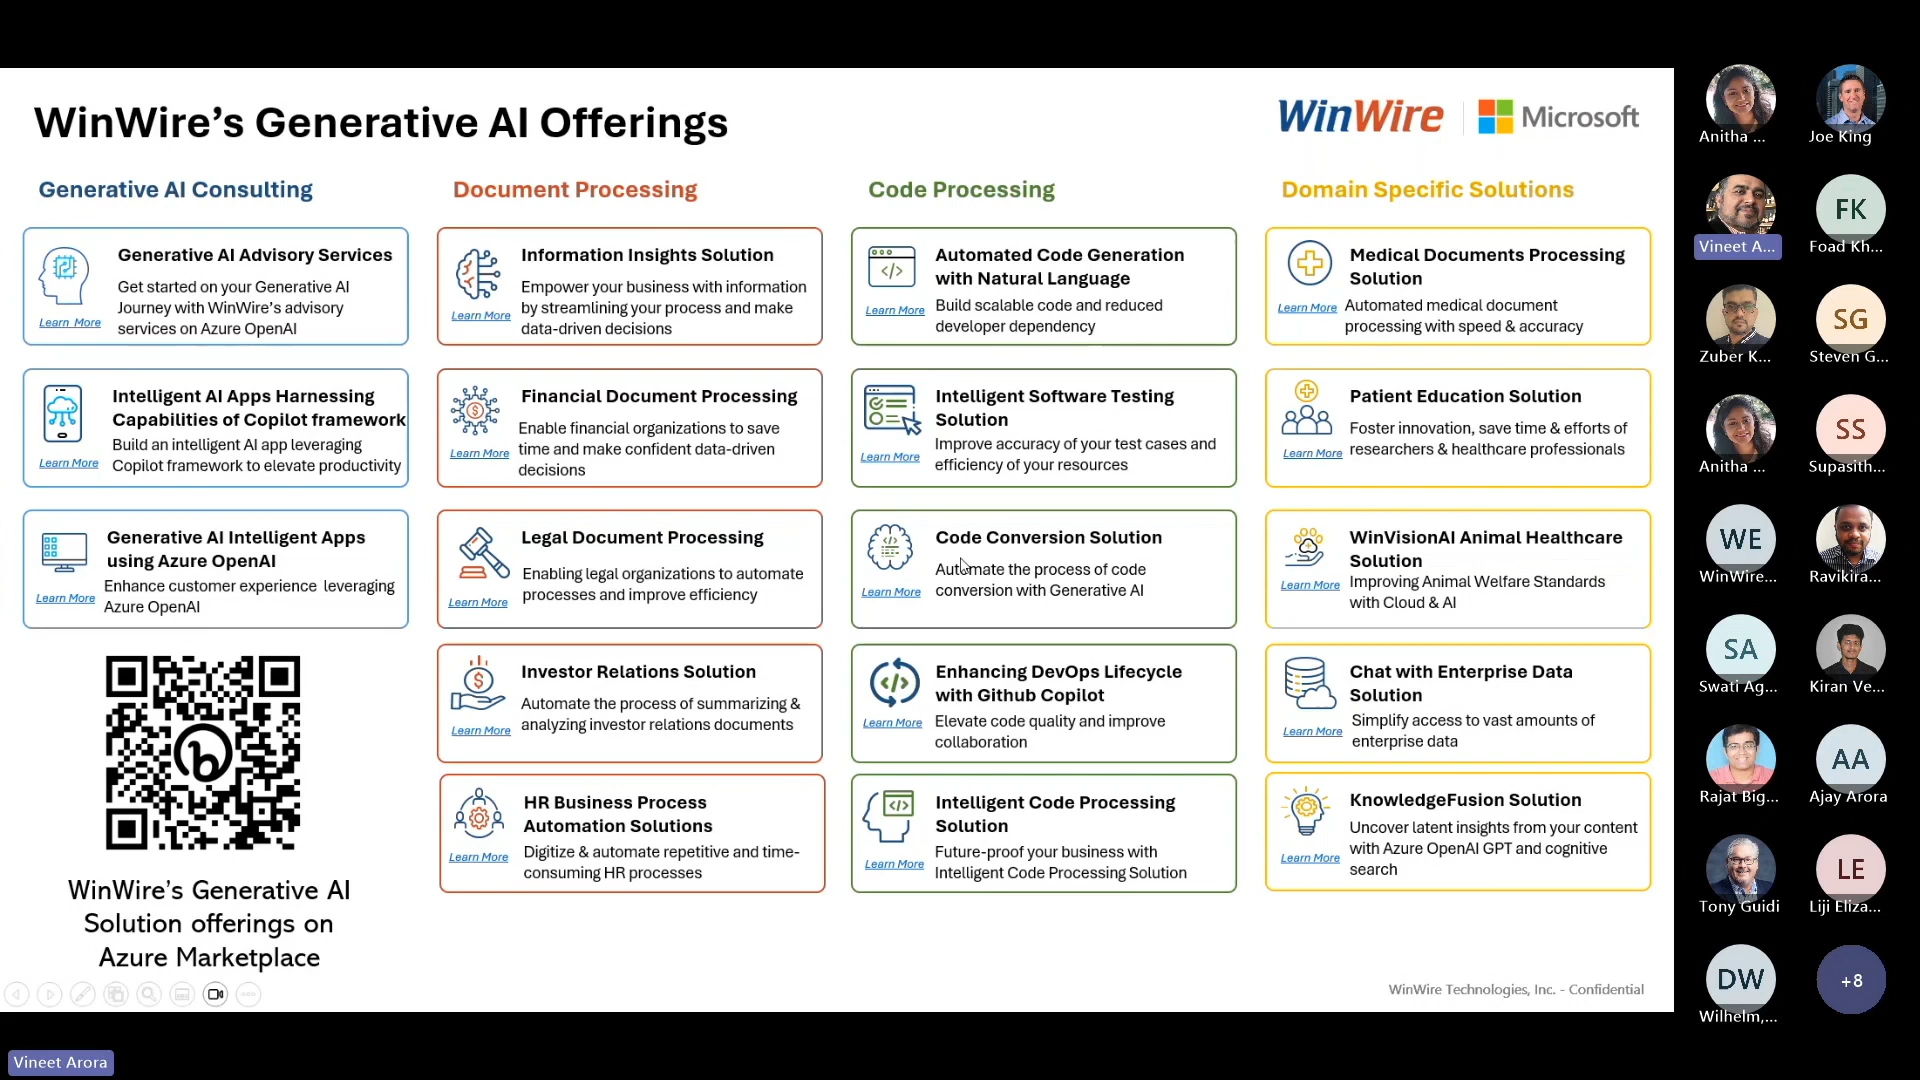 WinWire’s Generative AI Offerings
WinWire
Microsoft
Generative AI Consulting
Generative AI Advisory Services
Get started on your Generative AI
Journey with WinWire’s advisory
services on Azure OpenAI
Learn More
Intelligent AI Apps Harnessing
Capabilities of Copilot framework
Build an intelligent AI app leveraging
Copilot framework to elevate productivity
Learn More
Generative AI Intelligent Apps
using Azure OpenAI
Enhance customer experience leveraging
Azure OpenAI
Learn More
b
WinWire’s Generative AI
Solution offerings on
Azure Marketplace
Document Processing
Information Insights Solution
Empower your business with information
by streamlining your process and make
data-driven decisions
Learn More
Financial Document Processing
Enable financial organizations to save
time and make confident data-driven
decisions
Learn More
Legal Document Processing
Enabling legal organizations to automate
processes and improve efficiency
Learn More
Investor Relations Solution
Automate the process of summarizing &
analyzing investor relations documents
Learn More
HR Business Process
Automation Solutions
Digitize & automate repetitive and time-
consuming HR processes
Learn More
Code Processing
Automated Code Generation
with Natural Language
Build scalable code and reduced
developer dependency
Learn More
Intelligent Software Testing
Solution
Improve accuracy of your test cases and
efficiency of your resources
Learn More
Code Conversion Solution
Automate the process of code
conversion with Generative AI
Learn More
Enhancing DevOps Lifecycle
with Github Copilot
Elevate code quality and improve
collaboration
Learn More
Intelligent Code Processing
Solution
Future-proof your business with
Intelligent Code Processing Solution
Learn More
Domain Specific Solutions
Medical Documents Processing
Solution
Automated medical document
processing with speed & accuracy
Learn More
Patient Education Solution
Foster innovation, save time & efforts of
researchers & healthcare professionals
Learn More
WinVisionAI Animal Healthcare
Solution
Improving Animal Welfare Standards
with Cloud & AI
Learn More
Chat with Enterprise Data
Solution
Simplify access to vast amounts of
enterprise data
Learn More
KnowledgeFusion Solution
Uncover latent insights from your content
with Azure OpenAI GPT and cognitive
search
Learn More
WinWire Technologies, Inc. - Confidential
Vineet Arora
Anitha ...
Joe King
Vineet A...
FK
Foad Kh...
Zuber K...
SG
Steven G...
Anitha ...
SS
Supasith...
WE
WinWire...
Ravikira...
SA
Swati Ag...
Kiran Ve...
Rajat Big...
AA
Ajay Arora
Tony Guidi
LE
Liji Eliza...
DW
Wilhelm,...
+8